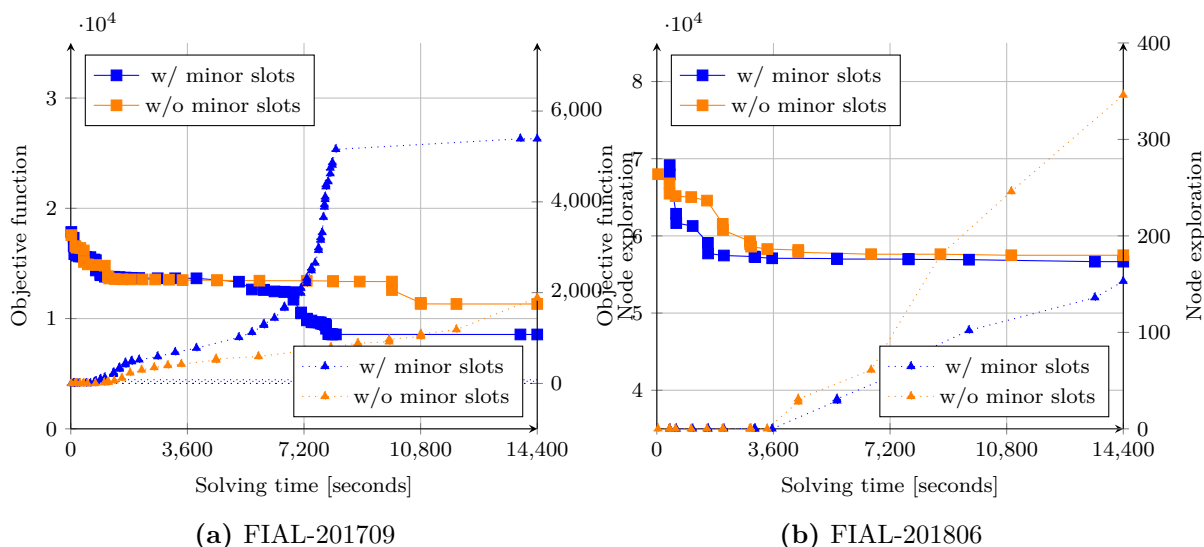 ·10⁴
Objective function
3
2
1
0
w/ minor slots
w/o minor slots
6,000
4,000
2,000
0
Node exploration
w/ minor slots
w/o minor slots
0 3,600 7,200 10,800 14,400
Solving time [seconds]
(a) FIAL-201709
·10⁴
Objective function
8
7
6
5
4
w/ minor slots
w/o minor slots
400
300
200
100
0
Node exploration
w/ minor slots
w/o minor slots
0 3,600 7,200 10,800 14,400
Solving time [seconds]
(b) FIAL-201806